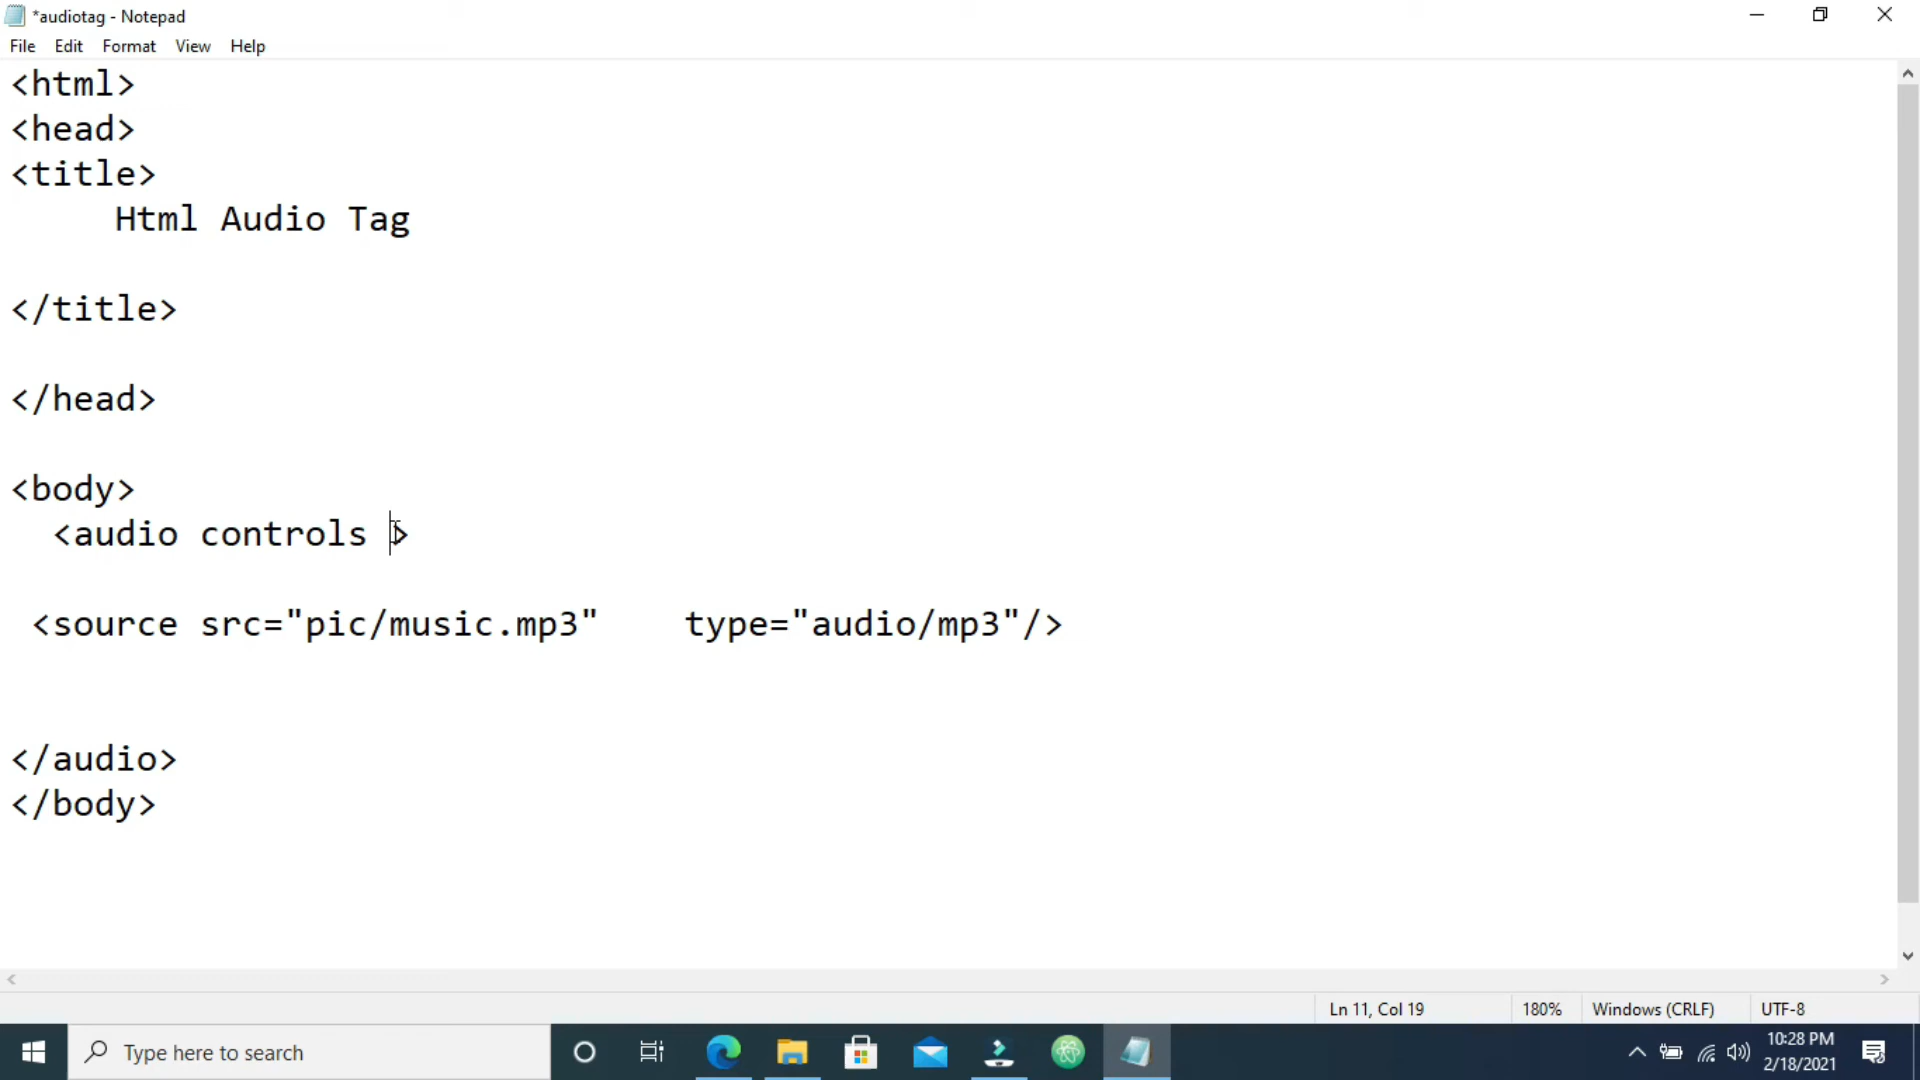 *audiotag - Notepad
File Edit Format View Help
<html>
<head>
<title>
Html Audio Tag
</title>
</head>
<body>
<audio controls >
<source src="pic/music.mp3" type="audio/mp3"/>
</audio>
</body>
Ln 11, Col 19 180% Windows (CRLF) UTF-8
Type here to search
10:28 PM
2/18/2021